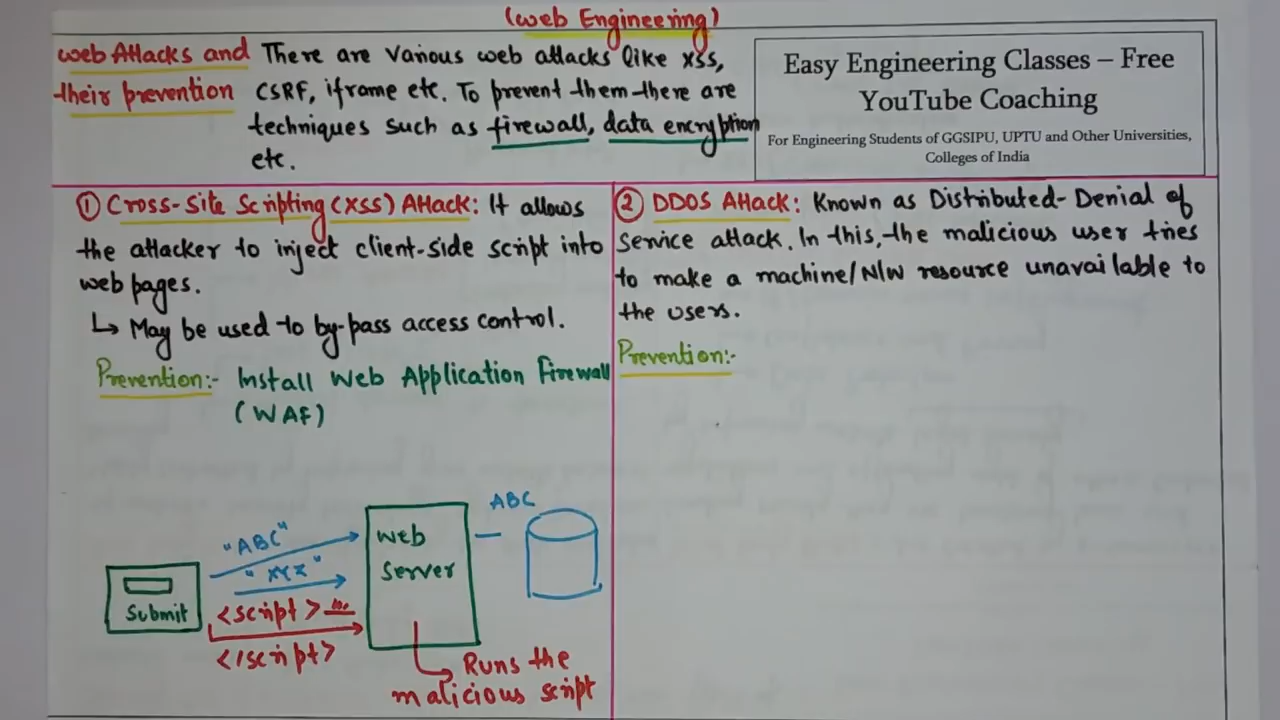 (Web Engineering)
Web Attacks and
their prevention
There are Various web attacks like XSS,
CSRF, iframe etc. To prevent them there are
techniques such as firewall, data encryption
etc.
Easy Engineering Classes – Free
YouTube Coaching
For Engineering Students of GGSIPU, UPTU and Other Universities,
Colleges of India
① Cross-Site Scripting (XSS) Attack: It allows
the attacker to inject client-side script into
web pages.
↳ May be used to by-pass access control.
Prevention:- Install Web Application Firewall
(WAF)
Submit
"ABC"
"XYZ"
<script>
</script>
Web
Server
ABC
Runs the
malicious script
② DDOS Attack: Known as Distributed-Denial of
Service attack. In this, the malicious user tries
to make a machine/N/W resource unavailable to
the users.
Prevention:-